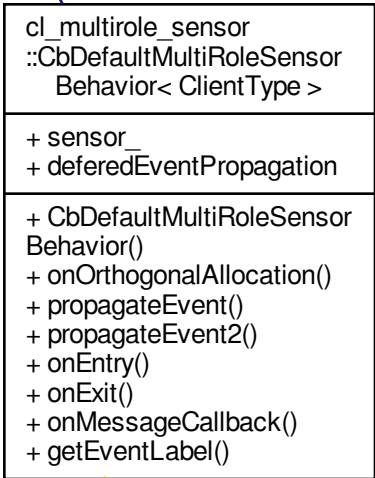 cl_multirole_sensor
::CbDefaultMultiRoleSensor
Behavior< ClientType >
+ sensor_
+ deferedEventPropagation
+ CbDefaultMultiRoleSensor
Behavior()
+ onOrthogonalAllocation()
+ propagateEvent()
+ propagateEvent2()
+ onEntry()
+ onExit()
+ onMessageCallback()
+ getEventLabel()